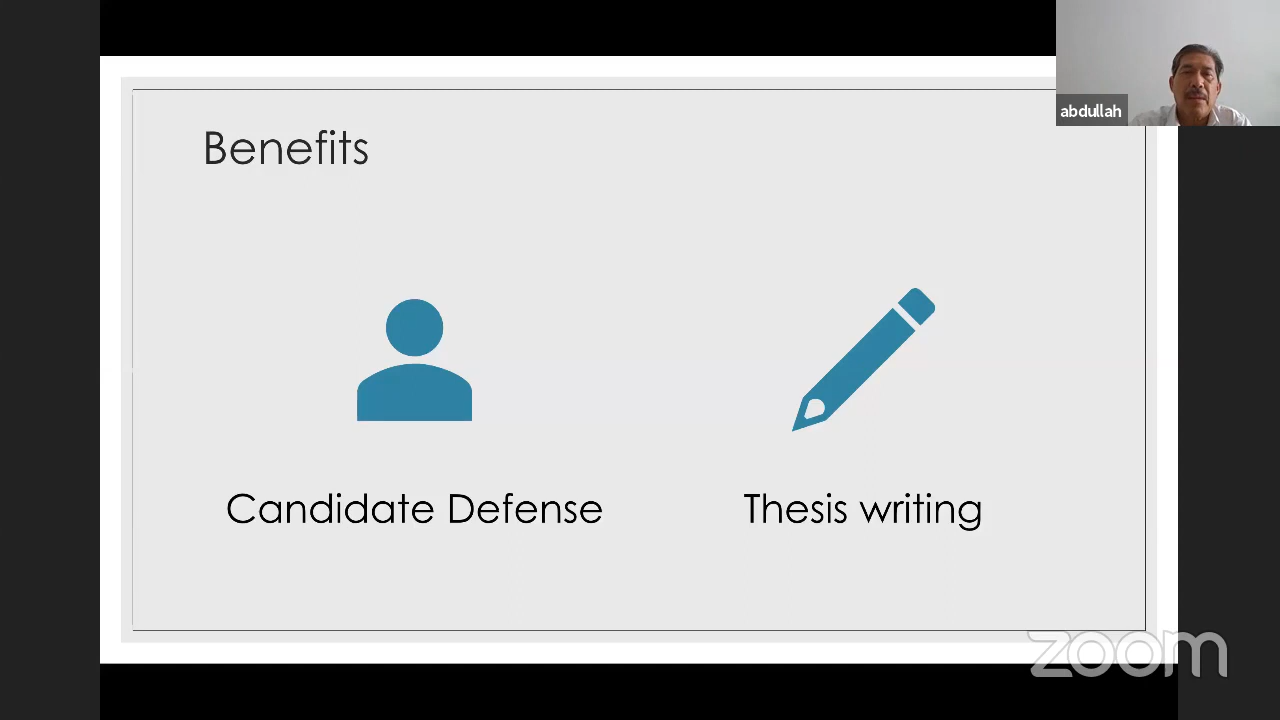 abdullah
Benefits
Candidate Defense
Thesis writing
zoom